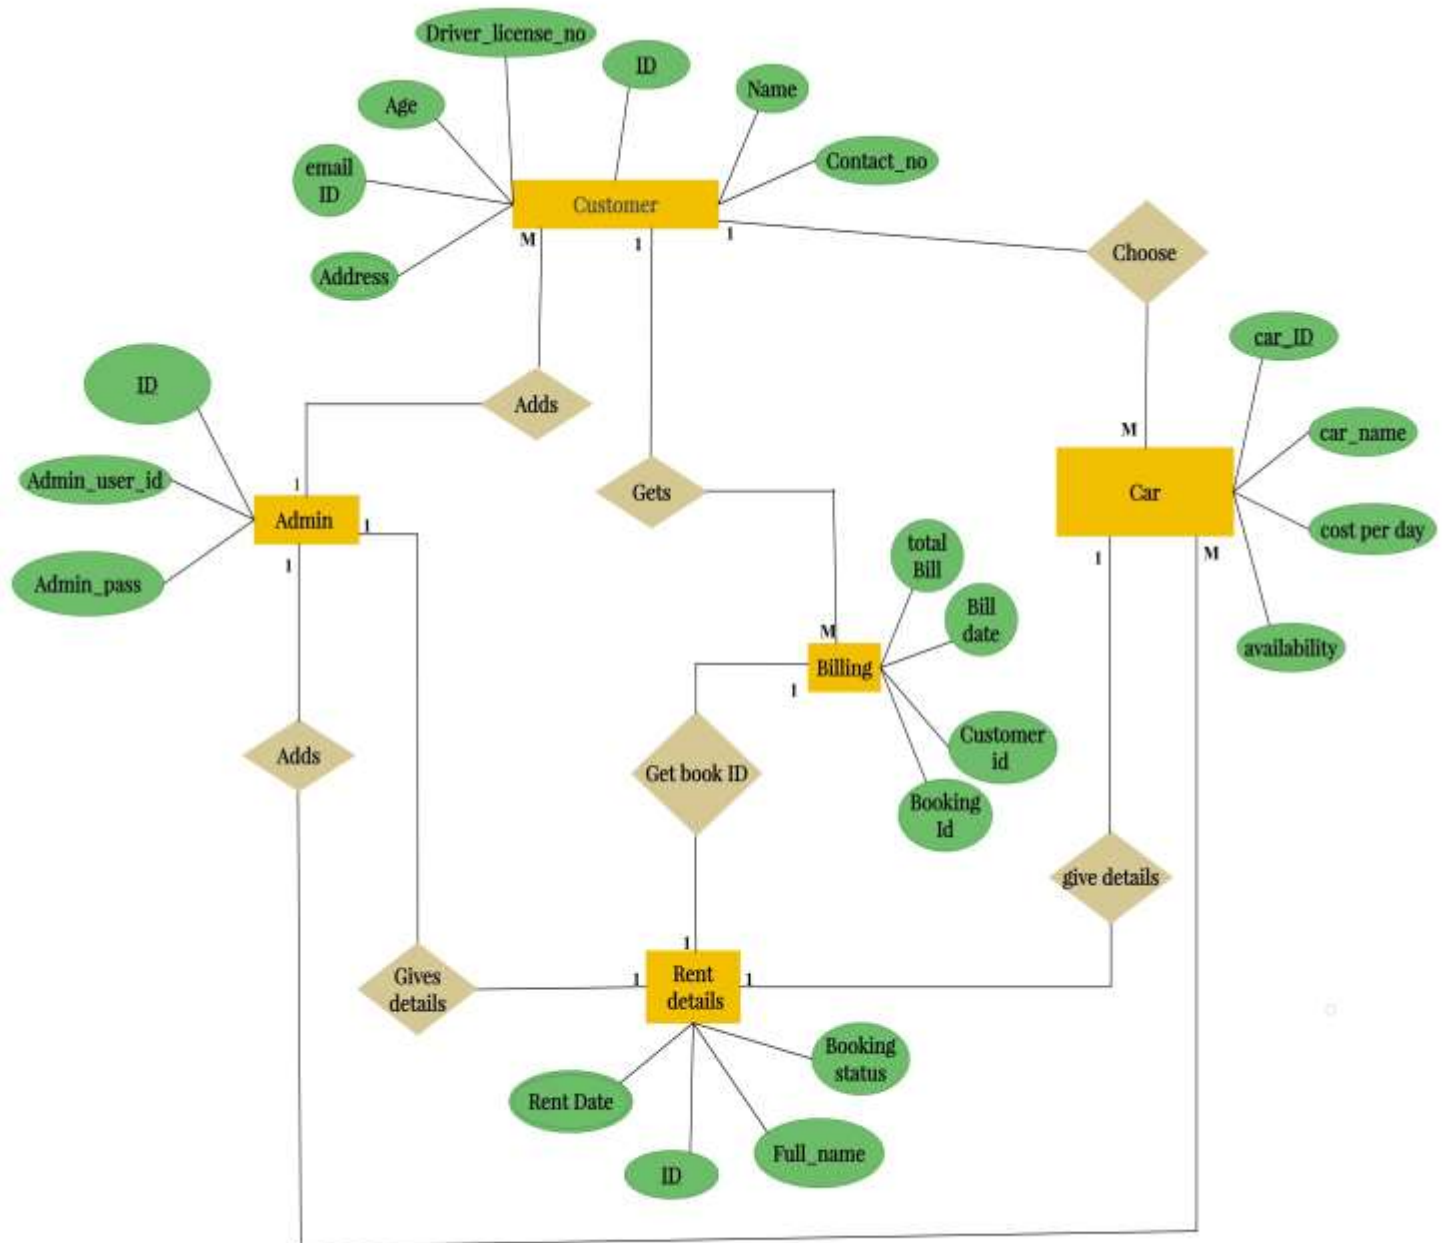 Driver_license_no
ID
Name
Age
Contact_no
email
ID
Customer
Address
M
1
1
Choose
car_ID
ID
Adds
car_name
M
Admin_user_id
1
Gets
Car
Admin
1
cost per day
total
Bill
1
M
1
Admin_pass
Bill
date
M
availability
Billing
1
Customer
id
Adds
Get book ID
Booking
Id
give details
1
Gives
details
1
Rent
details
1
Booking
status
Rent Date
Full_name
ID